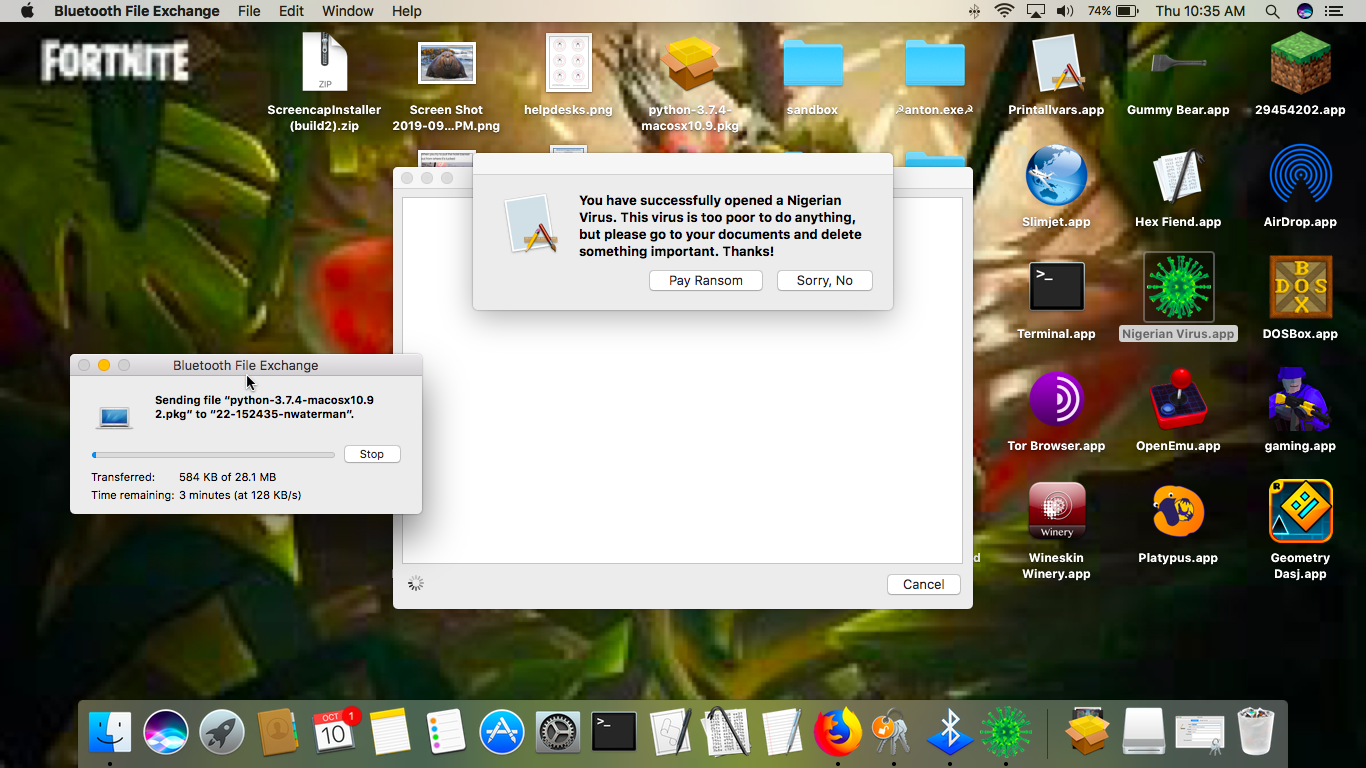 Bluetooth File Exchange File Edit Window Help 74% Thu 10:35 AM
FORTNITE
ZIP
ScreencapInstaller
(build2).zip
Screen Shot
2019-09...PM.png
helpdesks.png
python-3.7.4-
macosx10.9.pkg
sandbox
☭anton.exe☭
Printallvars.app
Gummy Bear.app
29454202.app
You have successfully opened a Nigerian
Virus. This virus is too poor to do anything,
but please go to your documents and delete
something important. Thanks!
Pay Ransom
Sorry, No
Slimjet.app
Hex Fiend.app
AirDrop.app
>_
Terminal.app
Nigerian Virus.app
BO
DOS
OX
DOSBox.app
Bluetooth File Exchange
Sending file “python-3.7.4-macosx10.9
2.pkg” to “22-152435-nwaterman”.
Stop
Transferred: 584 KB of 28.1 MB
Time remaining: 3 minutes (at 128 KB/s)
Tor Browser.app
OpenEmu.app
gaming.app
Winery
Wineskin
Winery.app
Platypus.app
R
Geometry
Dasj.app
d
Cancel
OCT
10
1
>_